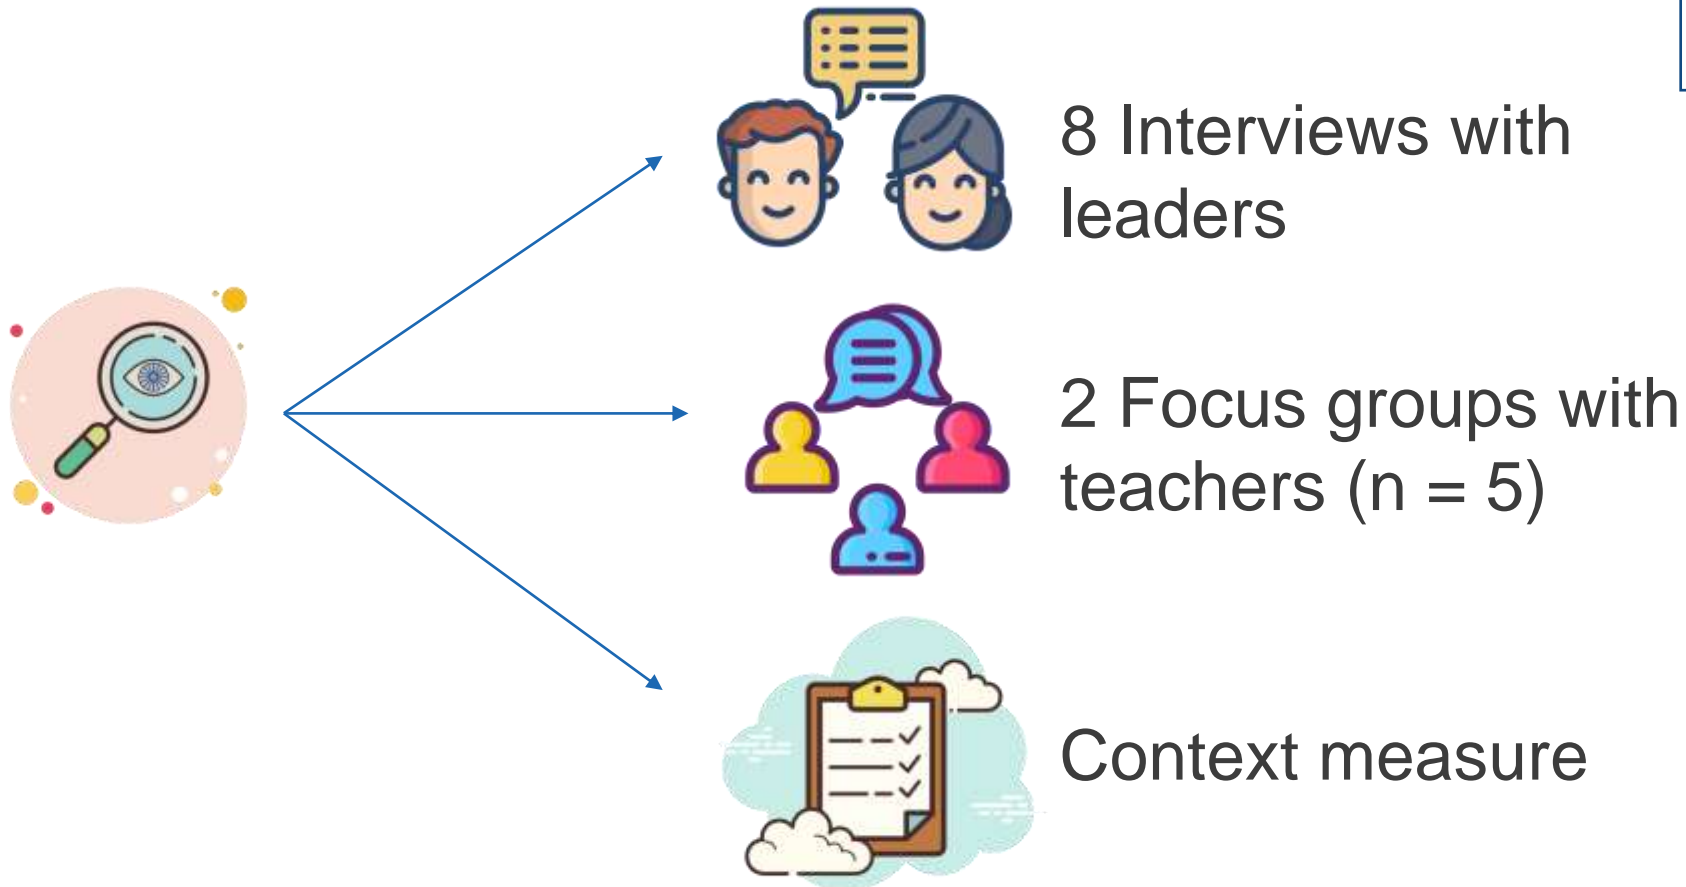 8 Interviews with
leaders
2 Focus groups with
teachers (n = 5)
Context measure